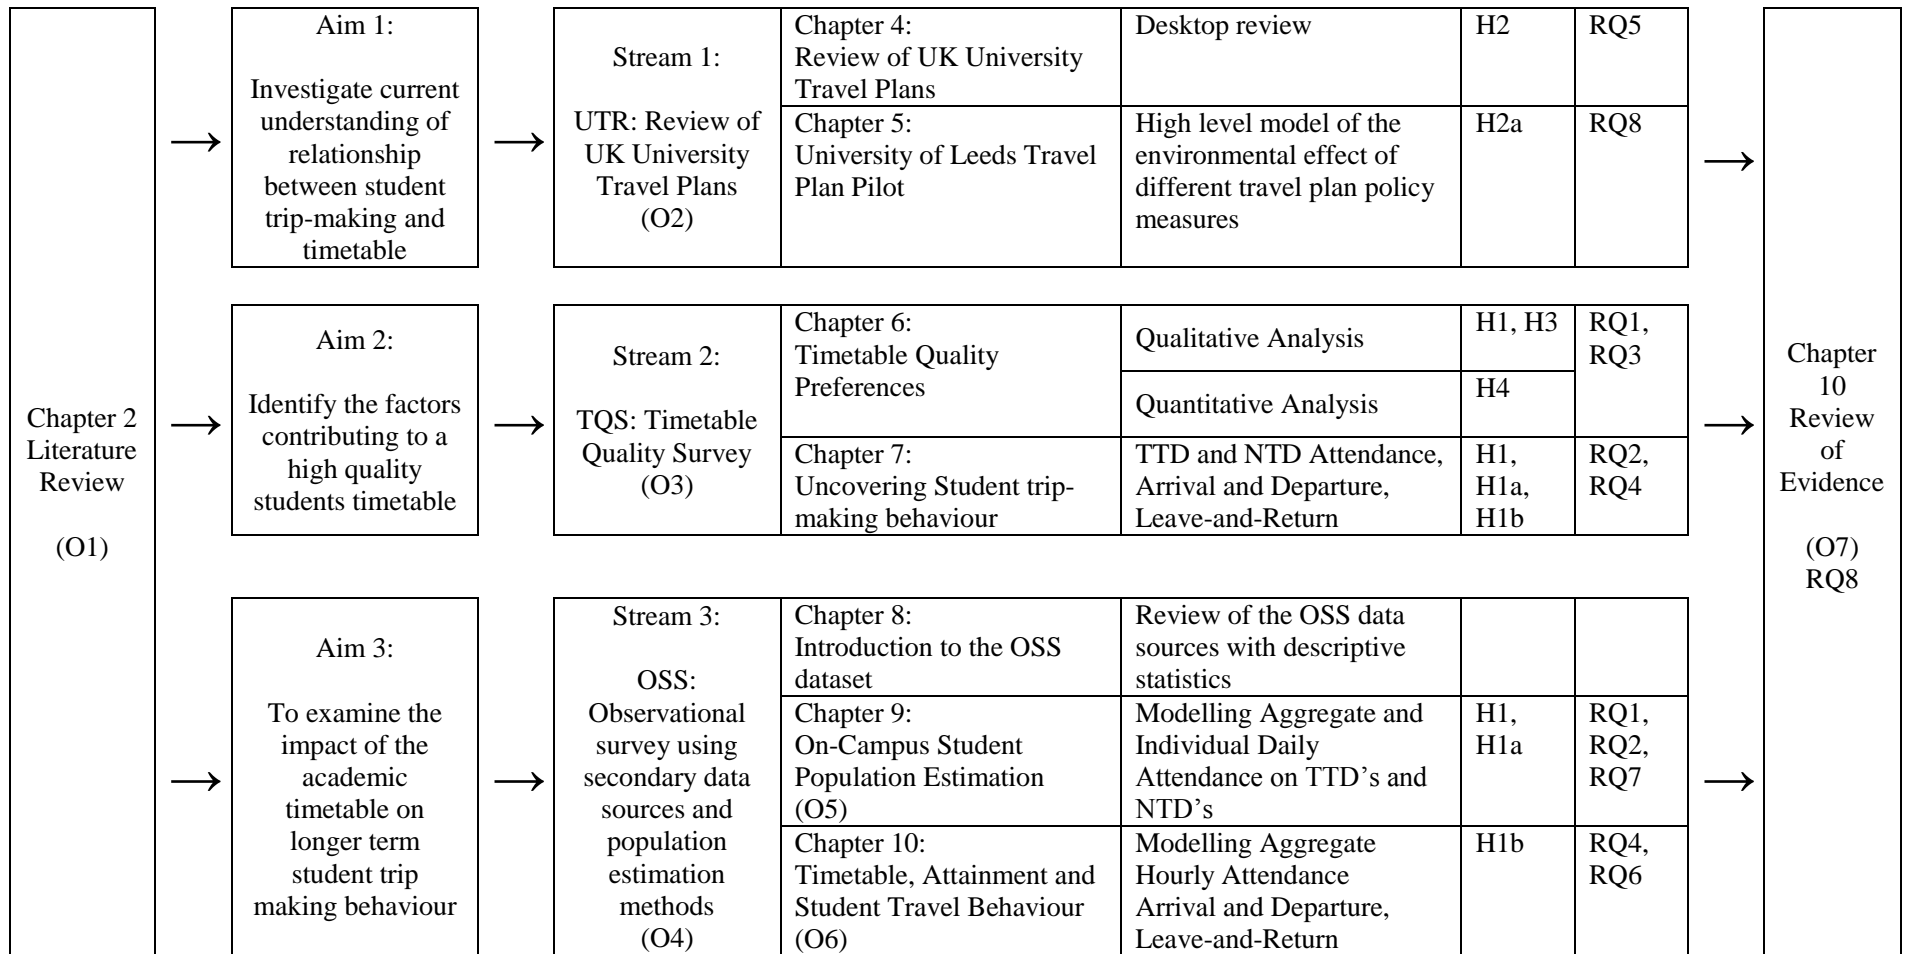 Chapter 2
Literature
Review
(O1)
→
Aim 1:
Investigate current
understanding of
relationship
between student
trip-making and
timetable
→
Stream 1:
UTR: Review of
UK University
Travel Plans
(O2)
Chapter 4:
Review of UK University
Travel Plans
Desktop review
H2
RQ5
Chapter 5:
University of Leeds Travel
Plan Pilot
High level model of the
environmental effect of
different travel plan policy
measures
H2a
RQ8
→
→
Aim 2:
Identify the factors
contributing to a
high quality
students timetable
→
Stream 2:
TQS: Timetable
Quality Survey
(O3)
Chapter 6:
Timetable Quality
Preferences
Qualitative Analysis
H1, H3
RQ1,
RQ3
Quantitative Analysis
H4
Chapter 7:
Uncovering Student trip-
making behaviour
TTD and NTD Attendance,
Arrival and Departure,
Leave-and-Return
H1,
H1a,
H1b
RQ2,
RQ4
→
→
Aim 3:
To examine the
impact of the
academic
timetable on
longer term
student trip
making behaviour
→
Stream 3:
OSS:
Observational
survey using
secondary data
sources and
population
estimation
methods
(O4)
Chapter 8:
Introduction to the OSS
dataset
Review of the OSS data
sources with descriptive
statistics
Chapter 9:
On-Campus Student
Population Estimation
(O5)
Modelling Aggregate and
Individual Daily
Attendance on TTD’s and
NTD’s
H1,
H1a
RQ1,
RQ2,
RQ7
Chapter 10:
Timetable, Attainment and
Student Travel Behaviour
(O6)
Modelling Aggregate
Hourly Attendance
Arrival and Departure,
Leave-and-Return
H1b
RQ4,
RQ6
→
Chapter
10
Review
of
Evidence
(O7)
RQ8